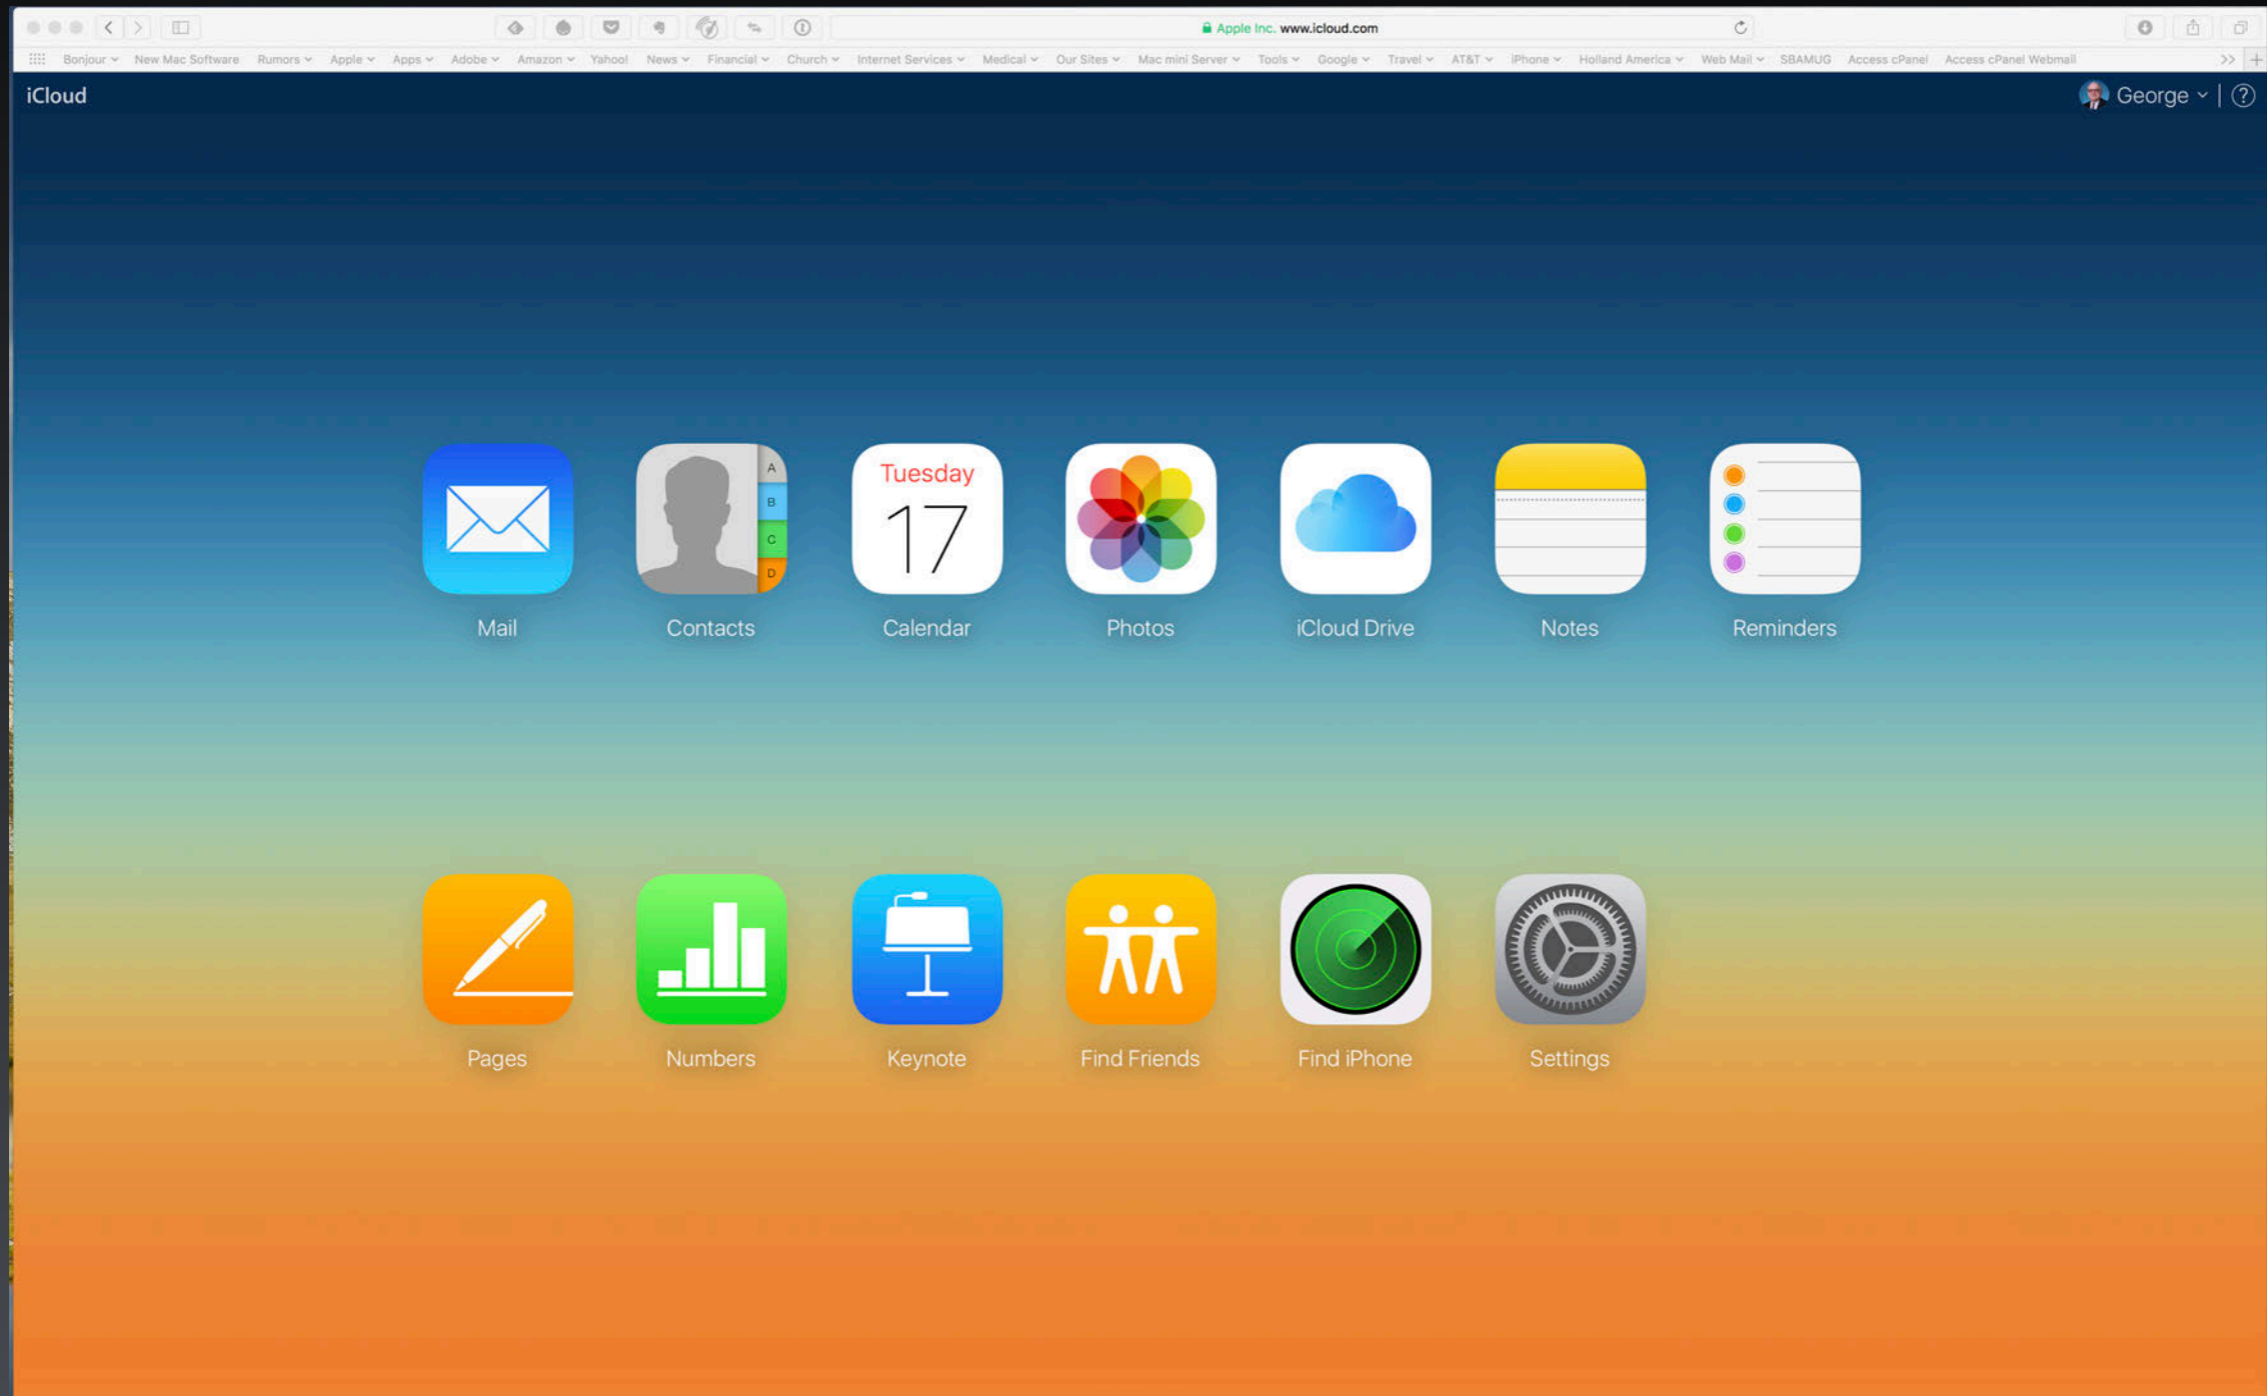 Apple Inc. www.icloud.com
Bonjour New Mac Software Rumors Apple Apps Adobe Amazon Yahoo! News Financial Church Internet Services Medical Our Sites Mac mini Server Tools Google Travel AT&T iPhone Holland America Web Mail SBAMUG Access cPanel Access cPanel Webmail >> +
iCloud George ?
A
B
C
D
Tuesday
17
Mail Contacts Calendar Photos iCloud Drive Notes Reminders
Pages Numbers Keynote Find Friends Find iPhone Settings